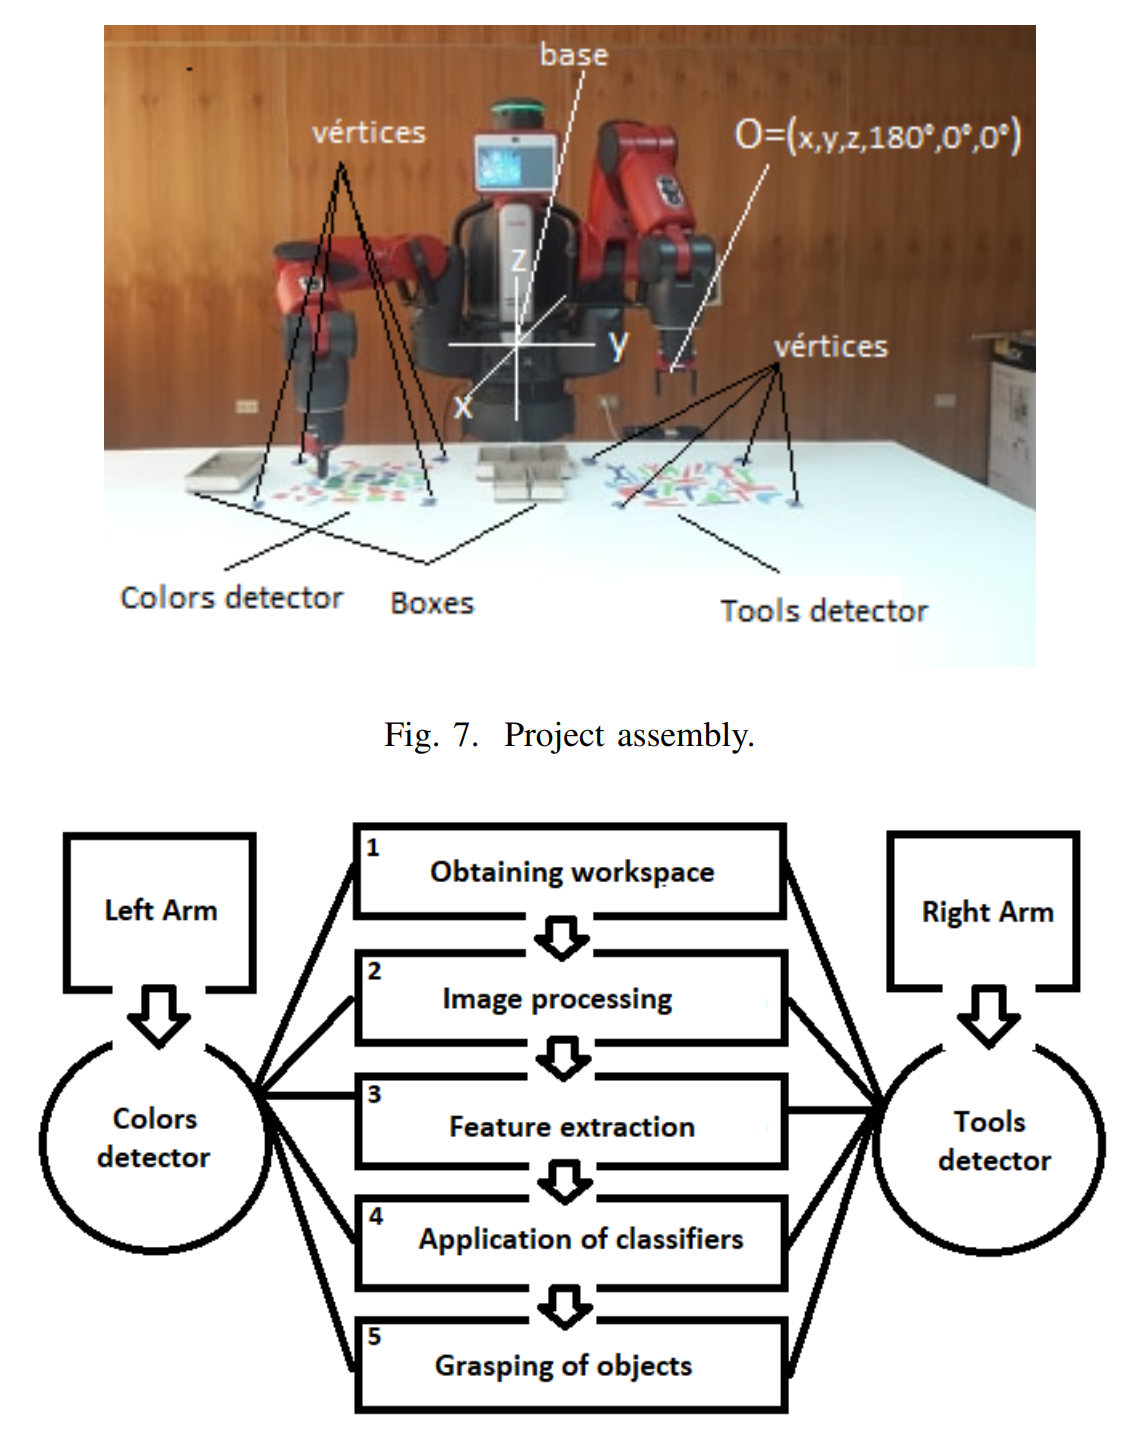 base
vértices
O=(x,y,z,180°,0°,0°)
z
y
vértices
x
Colors detector
Boxes
Tools detector
Fig. 7. Project assembly.
Left Arm
1
Obtaining workspace
Right Arm
2
Image processing
Colors
detector
3
Feature extraction
Tools
detector
4
Application of classifiers
5
Grasping of objects